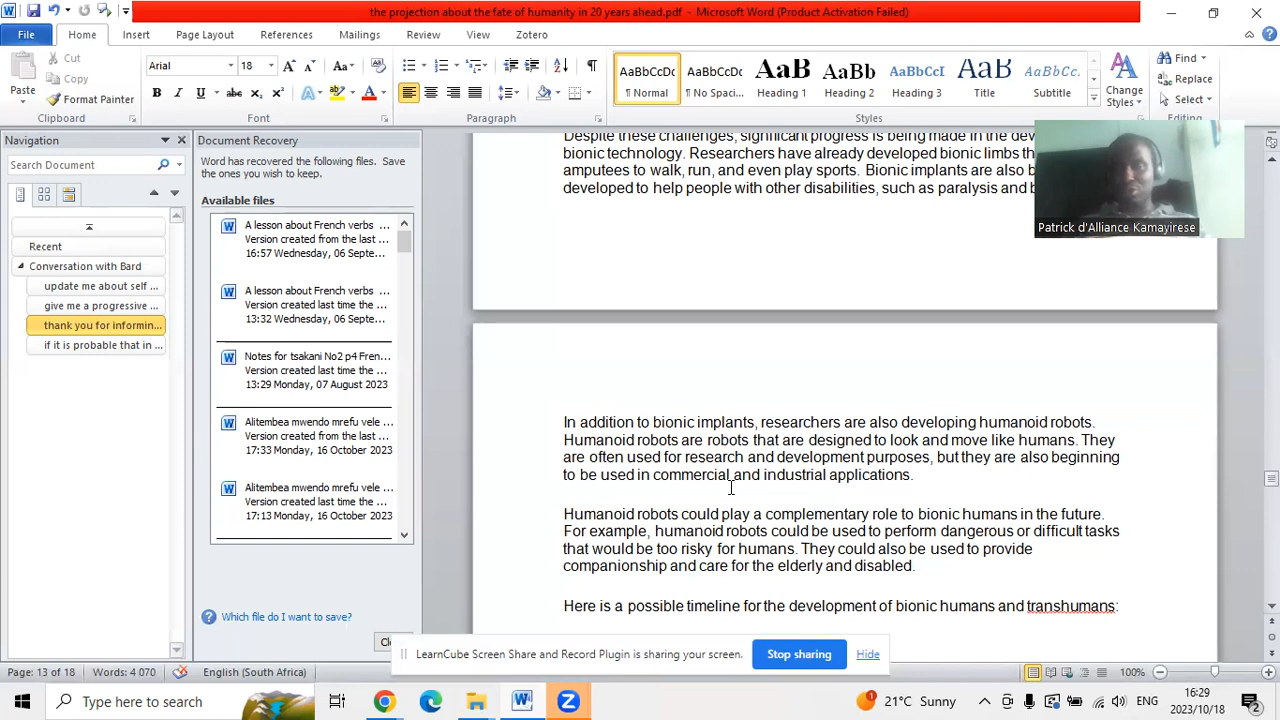 the projection about the fate of humanity in 20 years ahead.pdf - Microsoft Word (Product Activation Failed)
File Home Insert Page Layout References Mailings Review View Zotero
Paste
Cut
Copy
Format Painter
Clipboard
Arial 18
Font
Paragraph
AaBbCcDc
¶ Normal
AaBbCcDc
¶ No Spaci...
AaB
Heading 1
AaBb
Heading 2
AaBbCcI
Heading 3
AaB
Title
AaBbCc.
Subtitle
Styles
Change
Styles
Find
Replace
Select
Editing
Navigation
Search Document
Recent
Conversation with Bard
update me about self ...
give me a progressive ...
thank you for informin...
if it is probable that in ...
Document Recovery
Word has recovered the following files. Save
the ones you wish to keep.
Available files
A lesson about French verbs ...
Version created from the last ...
16:57 Wednesday, 06 Septe...
A lesson about French verbs ...
Version created last time the ...
13:32 Wednesday, 06 Septe...
Notes for tsakani No2 p4 Fren...
Version created last time the ...
13:29 Monday, 07 August 2023
Alitembea mwendo mrefu vele ...
Version created from the last ...
17:33 Monday, 16 October 2023
Alitembea mwendo mrefu vele ...
Version created last time the ...
17:13 Monday, 16 October 2023
Which file do I want to save?
Despite these challenges, significant progress is being made in the dev
bionic technology. Researchers have already developed bionic limbs th
amputees to walk, run, and even play sports. Bionic implants are also b
developed to help people with other disabilities, such as paralysis and b
Patrick d'Alliance Kamayirese
In addition to bionic implants, researchers are also developing humanoid robots.
Humanoid robots are robots that are designed to look and move like humans. They
are often used for research and development purposes, but they are also beginning
to be used in commercial and industrial applications.
Humanoid robots could play a complementary role to bionic humans in the future.
For example, humanoid robots could be used to perform dangerous or difficult tasks
that would be too risky for humans. They could also be used to provide
companionship and care for the elderly and disabled.
Here is a possible timeline for the development of bionic humans and transhumans:
LearnCube Screen Share and Record Plugin is sharing your screen.
Stop sharing
Hide
Page: 13 of 18 Words: 4 070 English (South Africa) 100%
Type here to search
21°C Sunny
ENG
16:29
2023/10/18